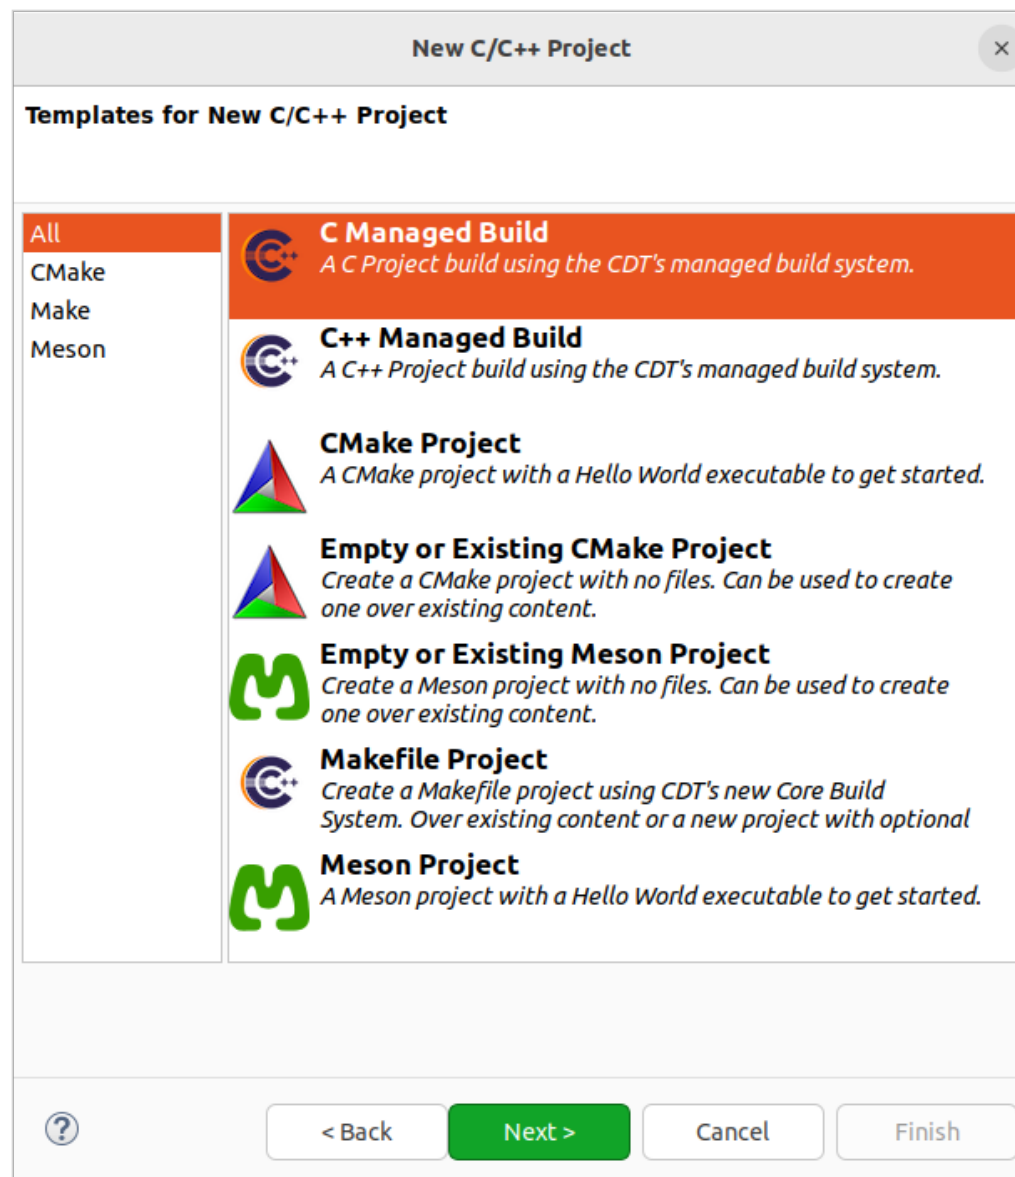 New C/C++ Project
Templates for New C/C++ Project
All
CMake
Make
Meson
C Managed Build
A C Project build using the CDT's managed build system.
C++ Managed Build
A C++ Project build using the CDT's managed build system.
CMake Project
A CMake project with a Hello World executable to get started.
Empty or Existing CMake Project
Create a CMake project with no files. Can be used to create
one over existing content.
Empty or Existing Meson Project
Create a Meson project with no files. Can be used to create
one over existing content.
Makefile Project
Create a Makefile project using CDT's new Core Build
System. Over existing content or a new project with optional
Meson Project
A Meson project with a Hello World executable to get started.
< Back
Next >
Cancel
Finish